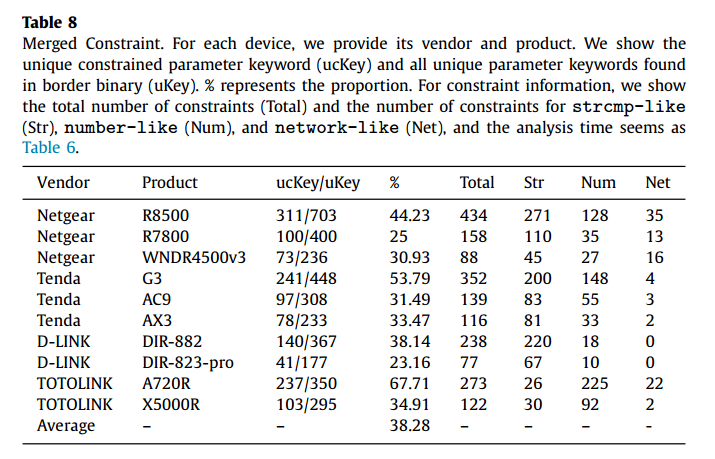 Table 8
Merged Constraint. For each device, we provide its vendor and product. We show the
unique constrained parameter keyword (ucKey) and all unique parameter keywords found
in border binary (uKey). % represents the proportion. For constraint information, we show
the total number of constraints (Total) and the number of constraints for strcmp-like
(Str), number-like (Num), and network-like (Net), and the analysis time seems as
Table 6.
Vendor Product ucKey/uKey % Total Str Num Net
Netgear R8500 311/703 44.23 434 271 128 35
Netgear R7800 100/400 25 158 110 35 13
Netgear WNDR4500v3 73/236 30.93 88 45 27 16
Tenda G3 241/448 53.79 352 200 148 4
Tenda AC9 97/308 31.49 139 83 55 3
Tenda AX3 78/233 33.47 116 81 33 2
D-LINK DIR-882 140/367 38.14 238 220 18 0
D-LINK DIR-823-pro 41/177 23.16 77 67 10 0
TOTOLINK A720R 237/350 67.71 273 26 225 22
TOTOLINK X5000R 103/295 34.91 122 30 92 2
Average – – 38.28 – – – -